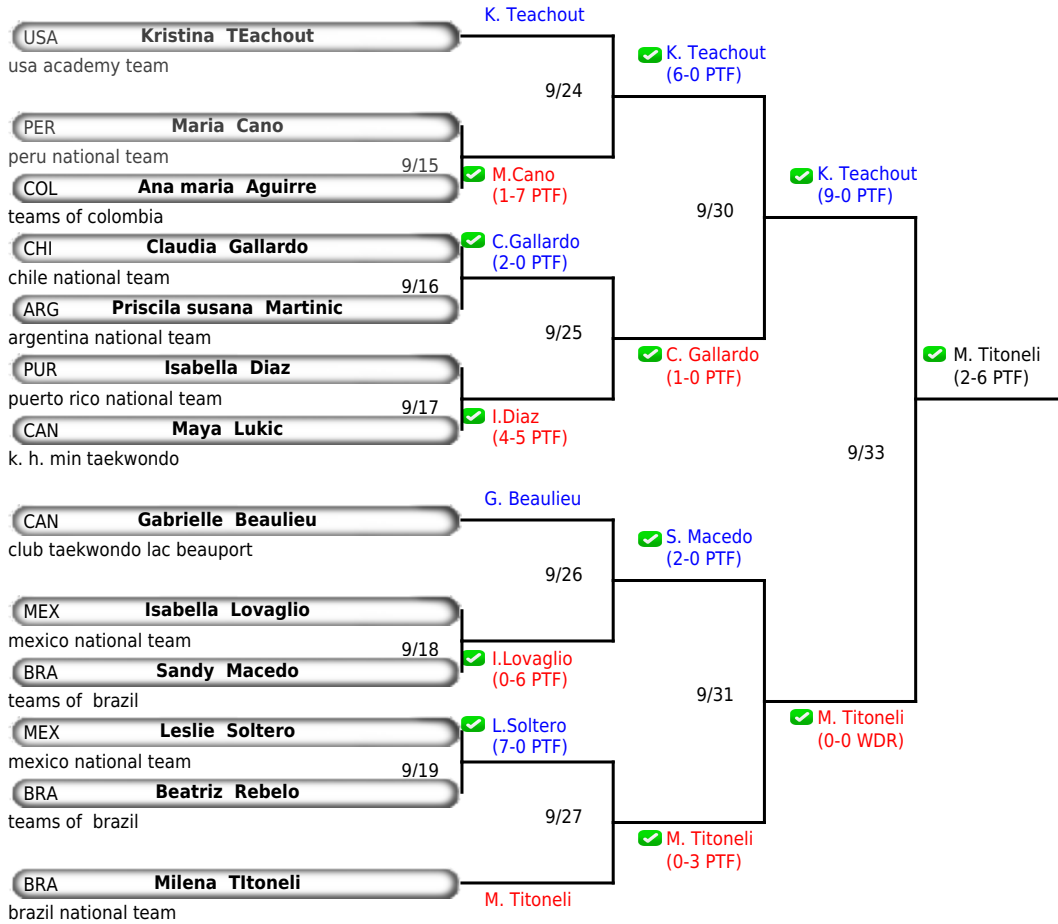 K. Teachout
USA Kristina TEachout
usa academy team
K. Teachout
(6-0 PTF)
9/24
PER Maria Cano
peru national team
9/15
M.Cano
(1-7 PTF)
COL Ana maria Aguirre
teams of colombia
K. Teachout
(9-0 PTF)
9/30
CHI Claudia Gallardo
chile national team
C.Gallardo
(2-0 PTF)
9/16
ARG Priscila susana Martinic
argentina national team
9/25
C. Gallardo
(1-0 PTF)
PUR Isabella Diaz
puerto rico national team
9/17
I.Diaz
(4-5 PTF)
CAN Maya Lukic
k. h. min taekwondo
M. Titoneli
(2-6 PTF)
9/33
G. Beaulieu
CAN Gabrielle Beaulieu
club taekwondo lac beauport
S. Macedo
(2-0 PTF)
9/26
MEX Isabella Lovaglio
mexico national team
9/18
I.Lovaglio
(0-6 PTF)
BRA Sandy Macedo
teams of brazil
9/31
M. Titoneli
(0-0 WDR)
MEX Leslie Soltero
mexico national team
L.Soltero
(7-0 PTF)
9/19
BRA Beatriz Rebelo
teams of brazil
9/27
M. Titoneli
(0-3 PTF)
BRA Milena TItoneli
brazil national team
M. Titoneli